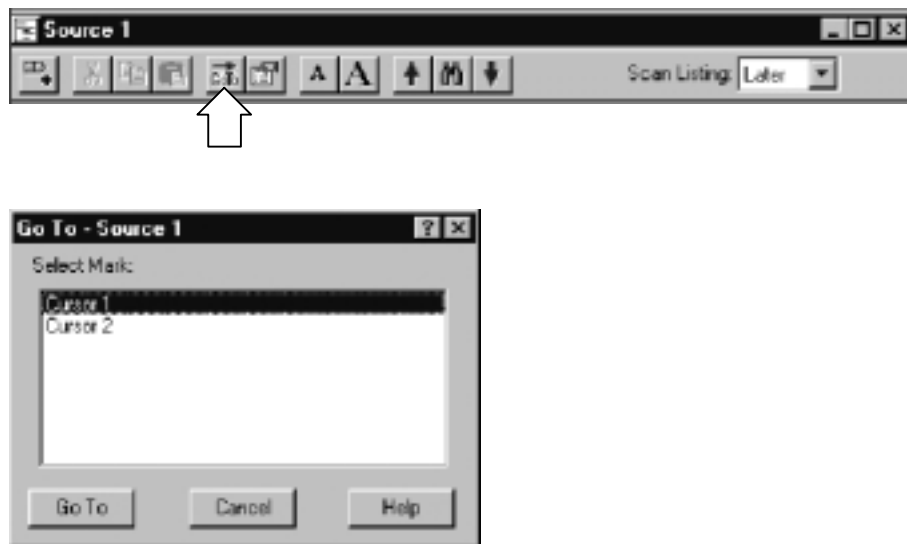 Source 1
A A Scan Listing: Later
Go To - Source 1
Select Mark:
Cursor 1
Cursor 2
Go To Cancel Help